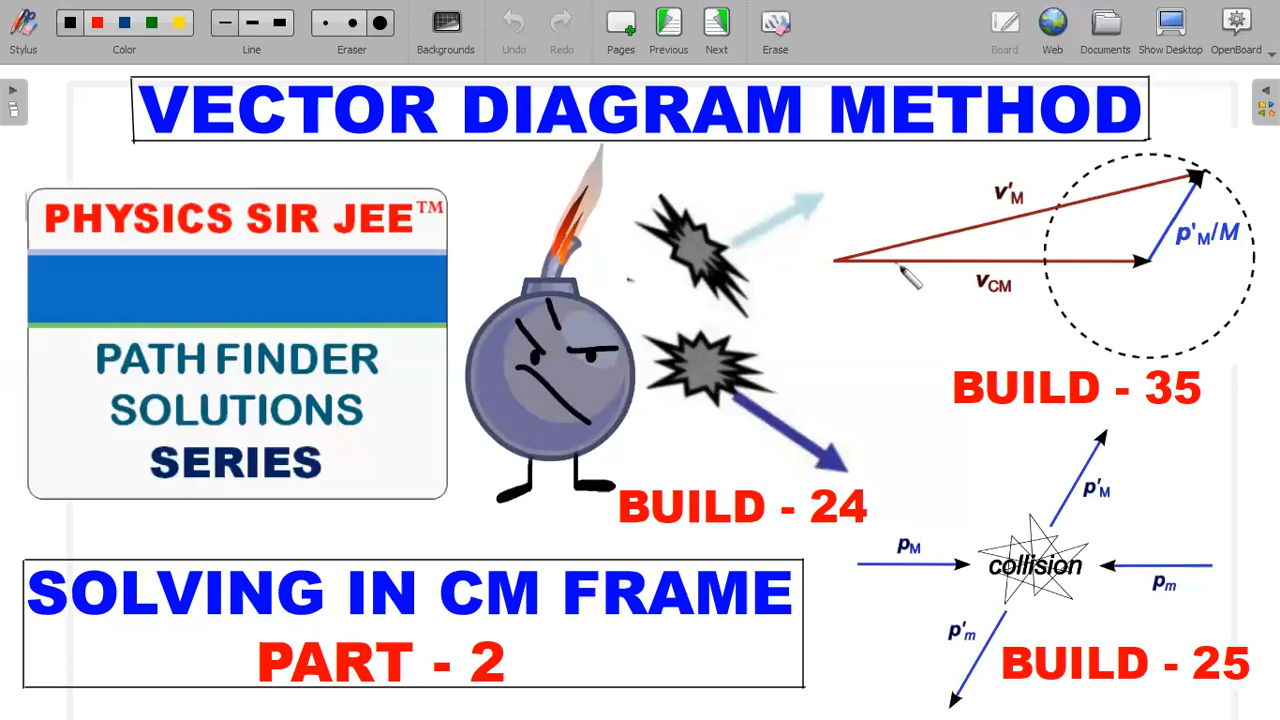 Stylus
Color
Line
Eraser
Backgrounds
Undo
Redo
Pages
Previous
Next
Erase
Board
Web
Documents
Show Desktop
OpenBoard
VECTOR DIAGRAM METHOD
PHYSICS SIR JEE™
PATH FINDER
SOLUTIONS
SERIES
BUILD - 24
v'M
p'M/M
vCM
BUILD - 35
p'M
pM
collision
pm
p'm
BUILD - 25
SOLVING IN CM FRAME
PART - 2